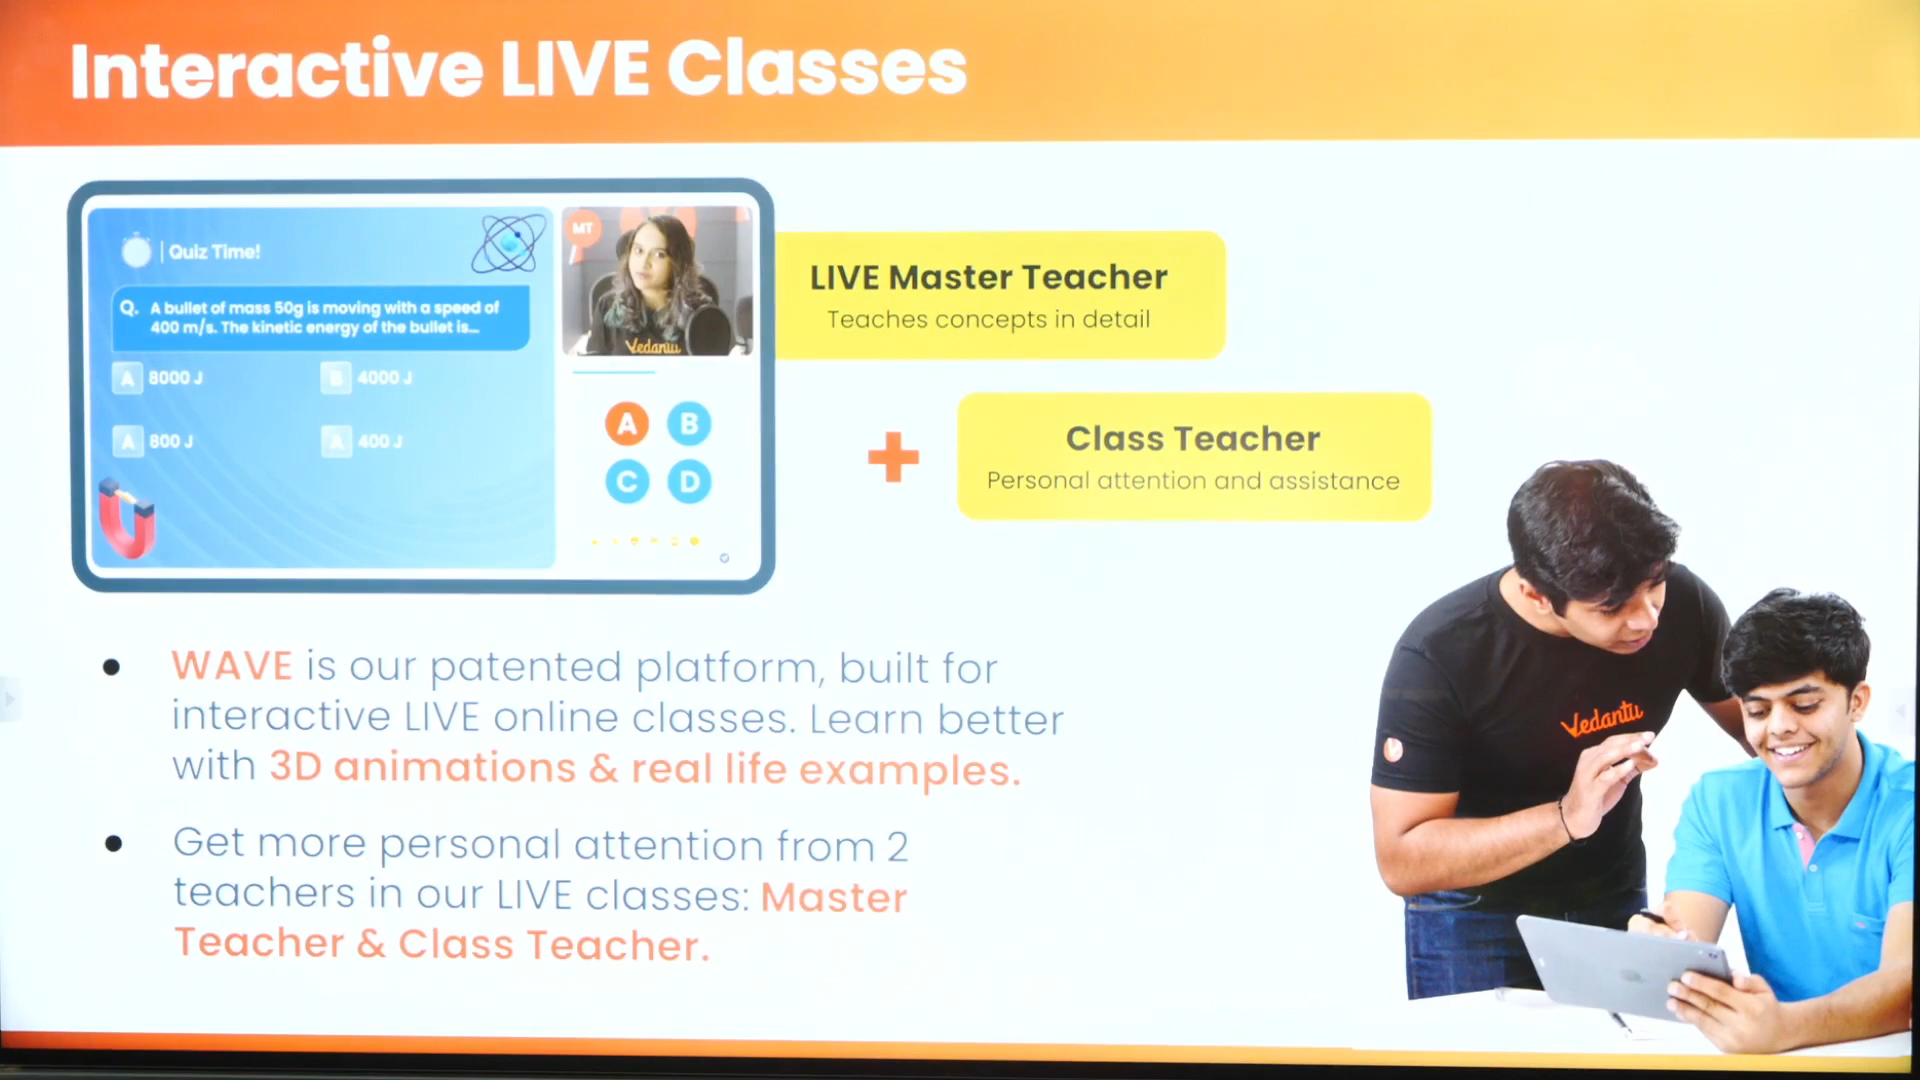 Interactive LIVE Classes
Quiz Time!
MT
Q. A bullet of mass 50g is moving with a speed of
400 m/s. The kinetic energy of the bullet is...
A 8000 J
B 4000 J
A 800 J
A 400 J
Vedantu
A B
C D
LIVE Master Teacher
Teaches concepts in detail
+
Class Teacher
Personal attention and assistance
• WAVE is our patented platform, built for
interactive LIVE online classes. Learn better
with 3D animations & real life examples.
• Get more personal attention from 2
teachers in our LIVE classes: Master
Teacher & Class Teacher.
Vedantu